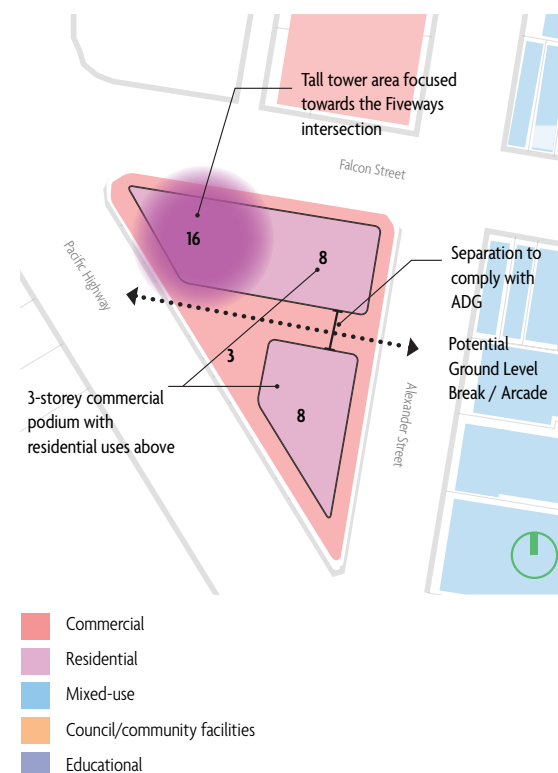 Tall tower area focused
towards the Fiveways
intersection
Falcon Street
16
8
Pacific Highway
Separation to
comply with
ADG
Potential
Ground Level
Break / Arcade
3
3-storey commercial
podium with
residential uses above
8
Alexander Street
Commercial
Residential
Mixed-use
Council/community facilities
Educational